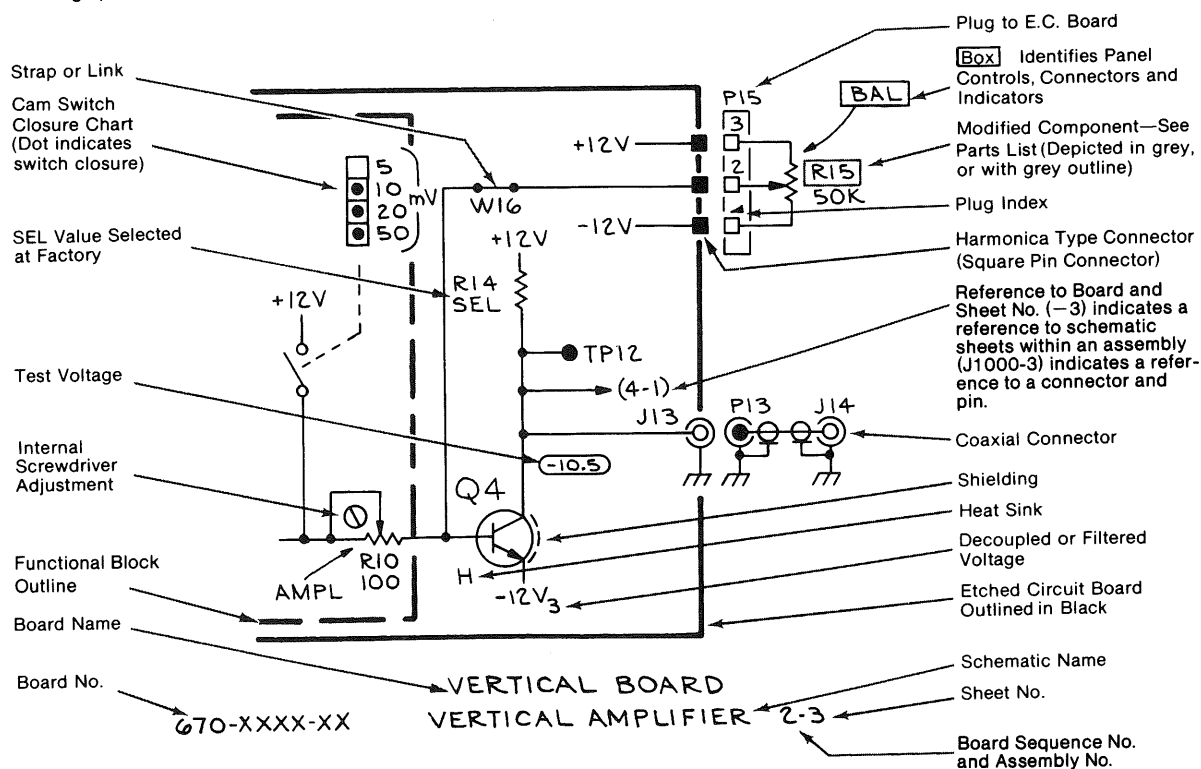 Strap or Link
Cam Switch
Closure Chart
(Dot indicates
switch closure)
SEL Value Selected
at Factory
Test Voltage
Internal
Screwdriver
Adjustment
Functional Block
Outline
Board Name
Board No.
5
10
20
50
mV
+12V
AMPL
R10
100
W16
+12V
R14
SEL
TP12
(4-1)
J13
-10.5
Q4
H
-12V3
+12V
-12V
P15
3
2
BAL
R15
50K
P13
J14
VERTICAL BOARD
670-XXXX-XX
VERTICAL AMPLIFIER
2-3
Plug to E.C. Board
Box Identifies Panel
Controls, Connectors and
Indicators
Modified Component—See
Parts List (Depicted in grey,
or with grey outline)
Plug Index
Harmonica Type Connector
(Square Pin Connector)
Reference to Board and
Sheet No. (—3) indicates a
reference to schematic
sheets within an assembly
(J1000-3) indicates a refer-
ence to a connector and
pin.
Coaxial Connector
Shielding
Heat Sink
Decoupled or Filtered
Voltage
Etched Circuit Board
Outlined in Black
Schematic Name
Sheet No.
Board Sequence No.
and Assembly No.